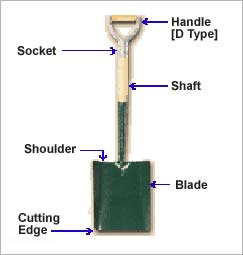 Handle
[D Type]
Socket
Shaft
Shoulder
Blade
Cutting
Edge